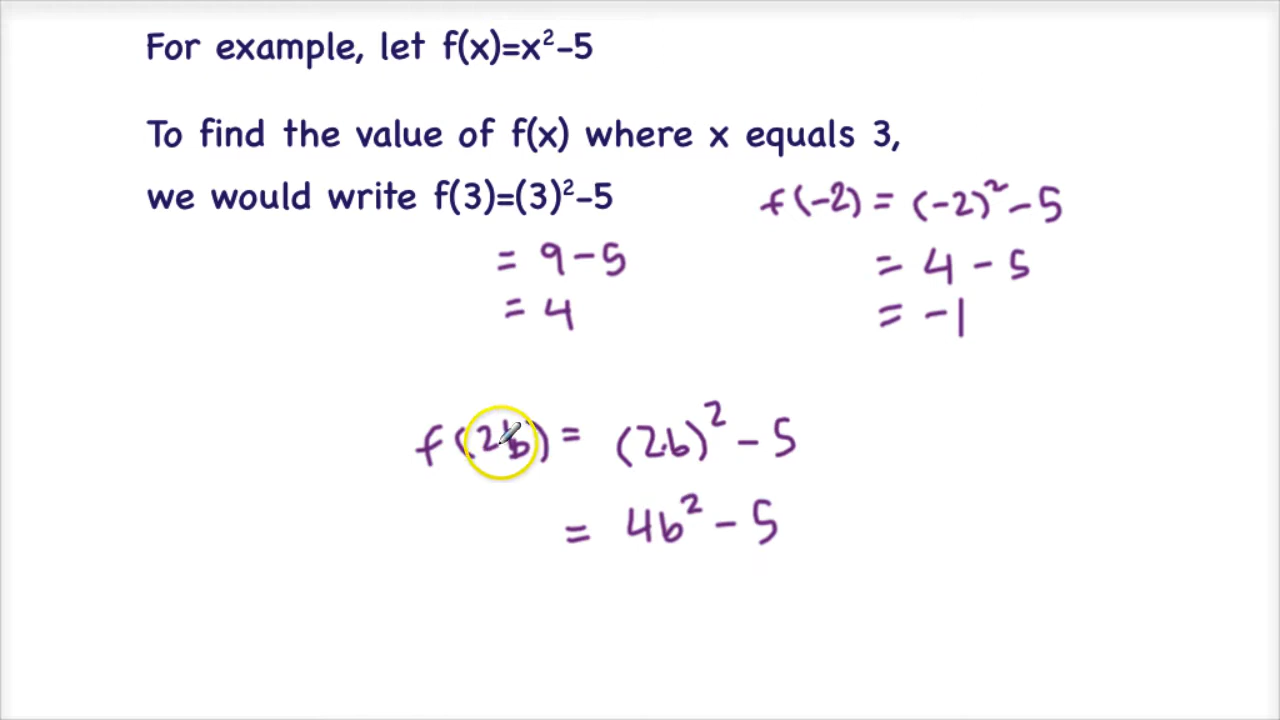 For example, let f(x)=x²-5
To find the value of f(x) where x equals 3,
we would write f(3)=(3)²-5
= 9-5
= 4
f(-2) = (-2)²-5
= 4 - 5
= -1
f(2b) = (2·b)² - 5
= 4b² - 5